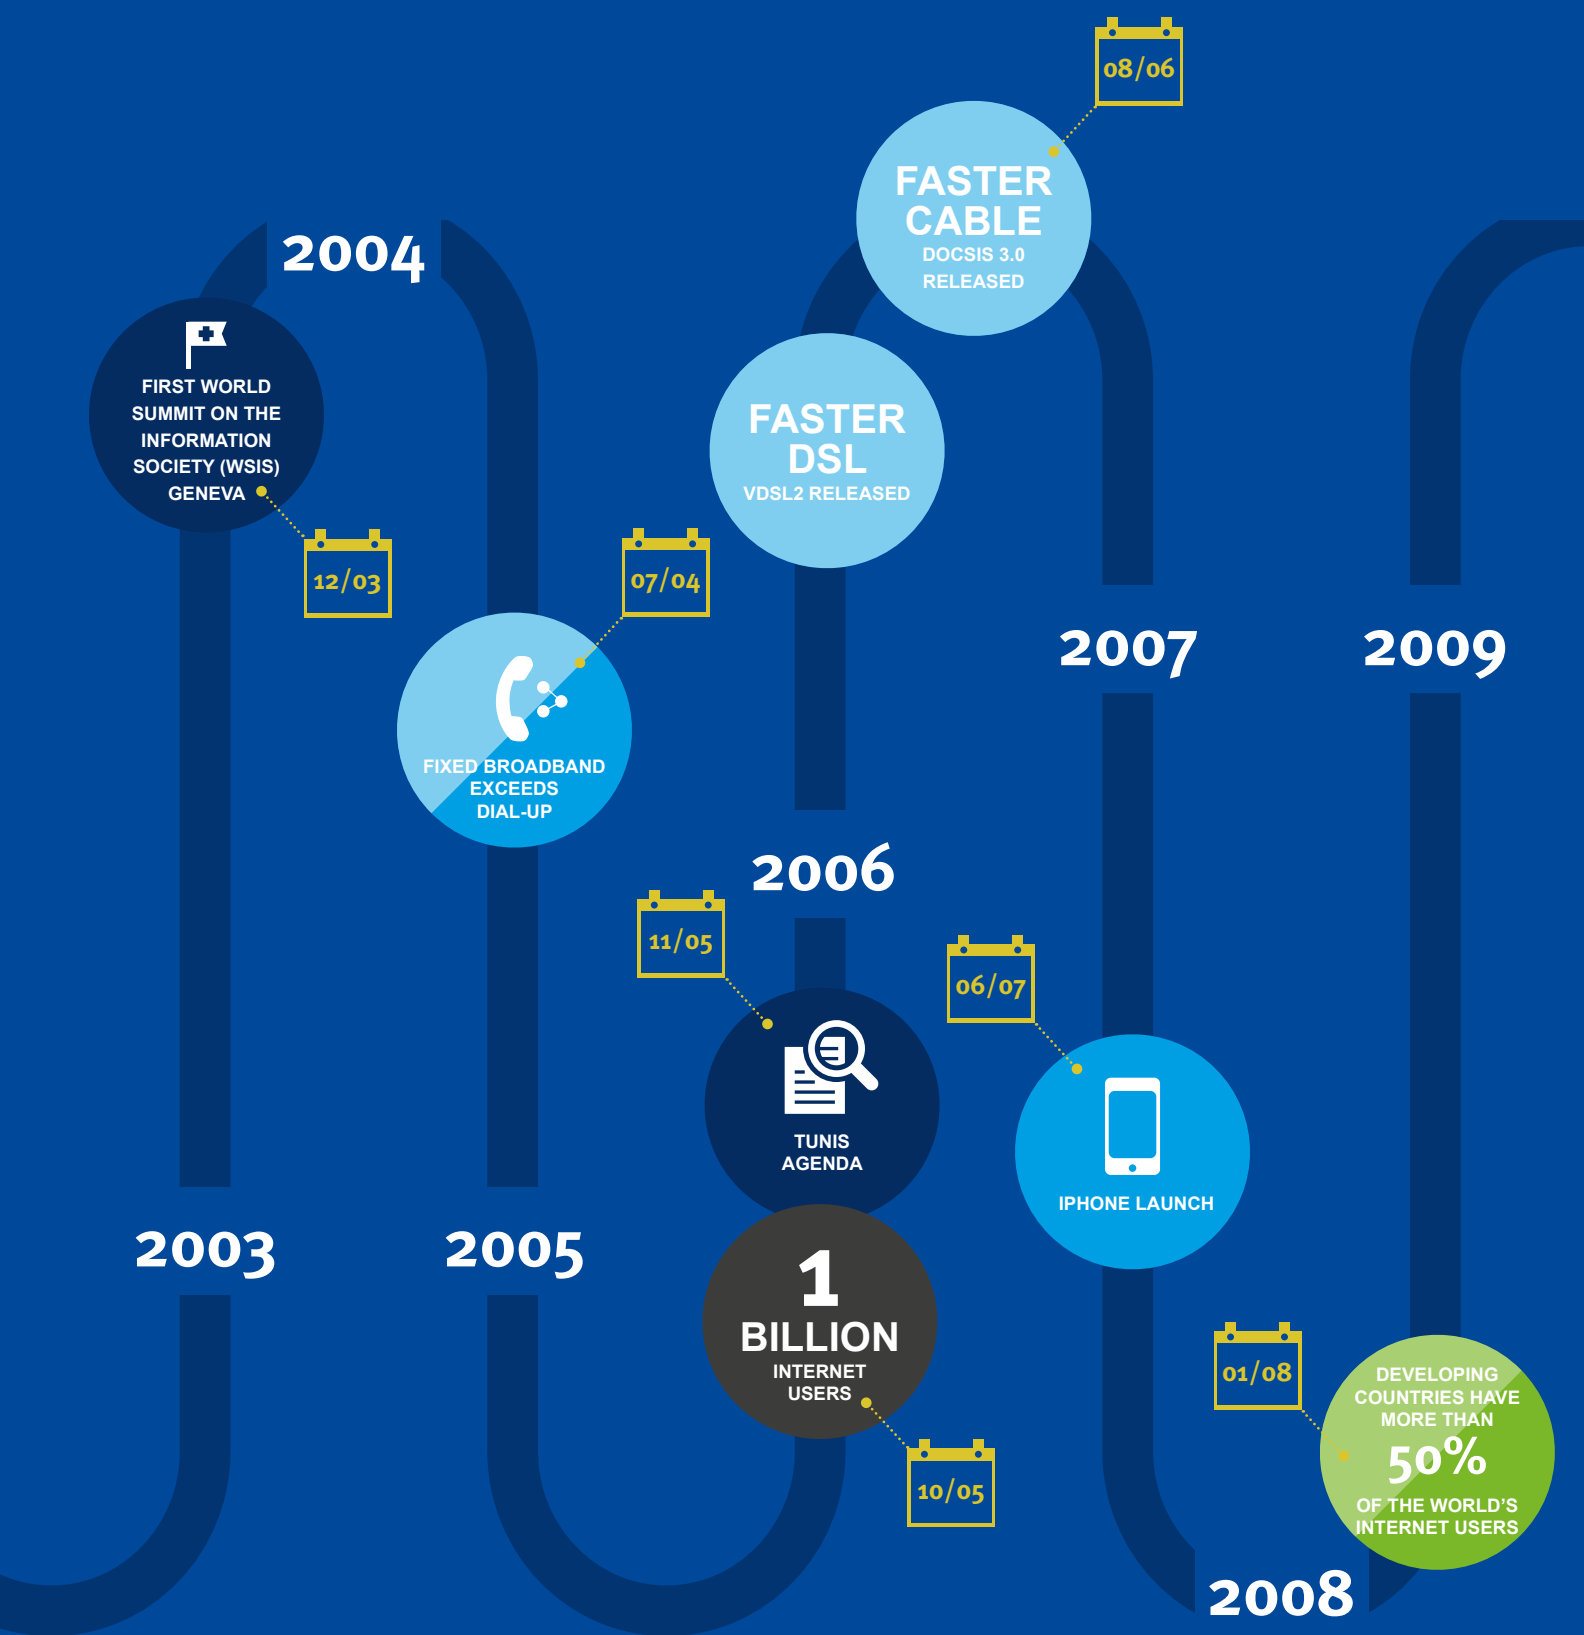 2003
FIRST WORLD
SUMMIT ON THE
INFORMATION
SOCIETY (WSIS)
GENEVA
12/03
2004
07/04
FIXED BROADBAND
EXCEEDS
DIAL-UP
2005
1
BILLION
INTERNET
USERS
10/05
11/05
TUNIS
AGENDA
2006
FASTER
DSL
VDSL2 RELEASED
08/06
FASTER
CABLE
DOCSIS 3.0
RELEASED
2007
06/07
IPHONE LAUNCH
2008
01/08
DEVELOPING
COUNTRIES HAVE
MORE THAN
50%
OF THE WORLD’S
INTERNET USERS
2009